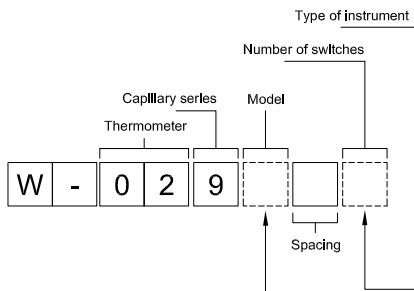 Type of instrument
Number of switches
Capillary series
Model
Thermometer
W - 0 2 9
Spacing